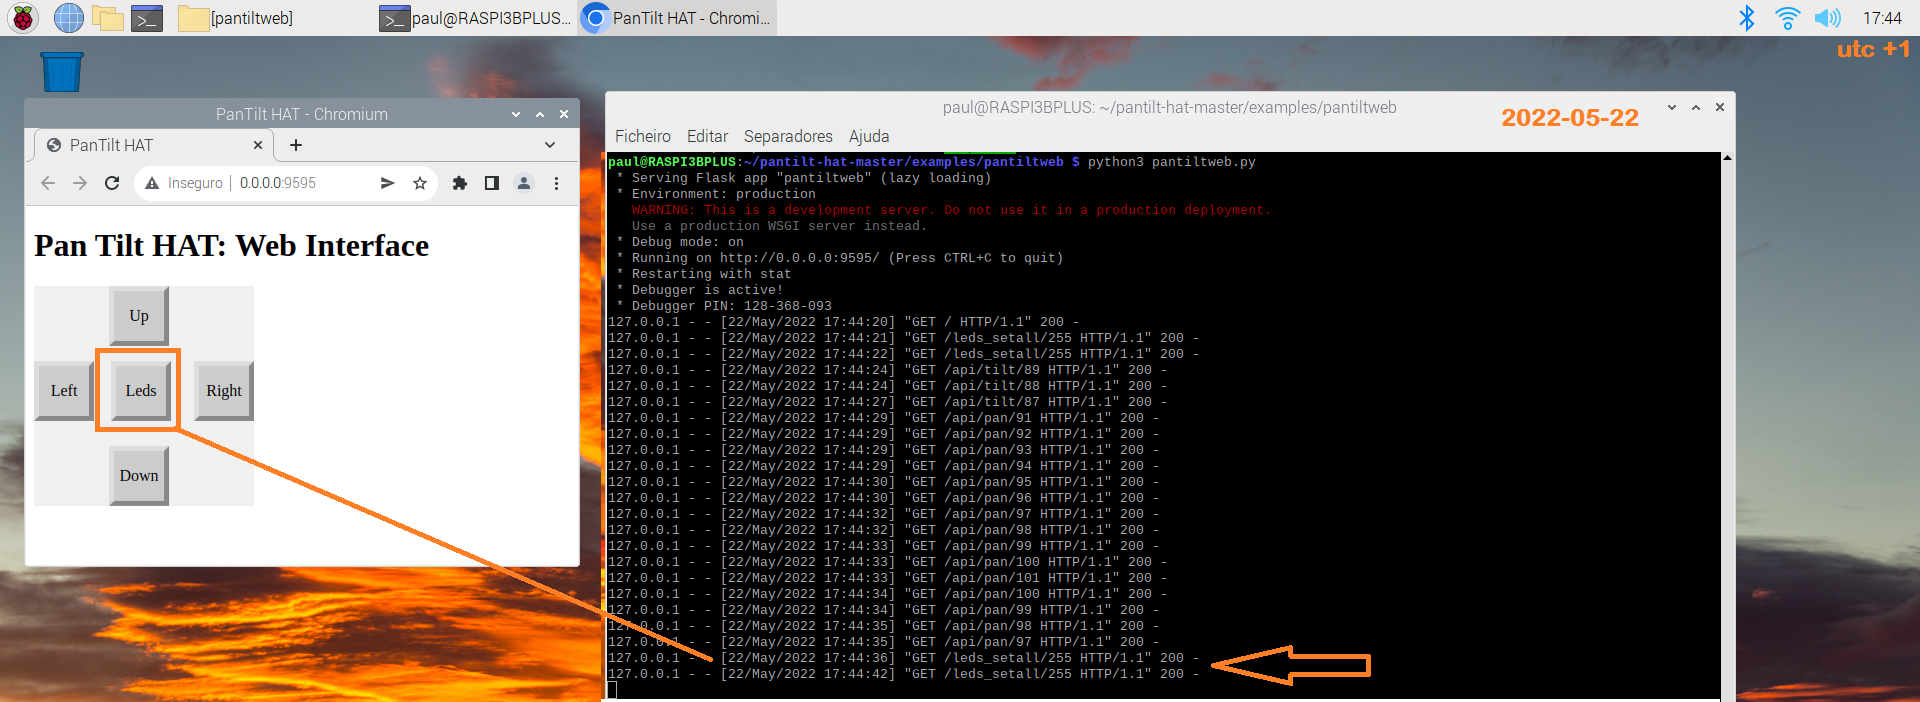 [pantiltweb]
paul@RASPI3BPLUS...
PanTilt HAT - Chromi...
17:44
utc +1
PanTilt HAT - Chromium
PanTilt HAT
Inseguro
0.0.0.0:9595
Pan Tilt HAT: Web Interface
Up
Left
Leds
Right
Down
paul@RASPI3BPLUS: ~/pantilt-hat-master/examples/pantiltweb
2022-05-22
Ficheiro Editar Separadores Ajuda
paul@RASPI3BPLUS:~/pantilt-hat-master/examples/pantiltweb $ python3 pantiltweb.py
* Serving Flask app "pantiltweb" (lazy loading)
* Environment: production
WARNING: This is a development server. Do not use it in a production deployment.
Use a production WSGI server instead.
* Debug mode: on
* Running on http://0.0.0.0:9595/ (Press CTRL+C to quit)
* Restarting with stat
* Debugger is active!
* Debugger PIN: 128-368-093
127.0.0.1 - - [22/May/2022 17:44:20] "GET / HTTP/1.1" 200 -
127.0.0.1 - - [22/May/2022 17:44:21] "GET /leds_setall/255 HTTP/1.1" 200 -
127.0.0.1 - - [22/May/2022 17:44:22] "GET /leds_setall/255 HTTP/1.1" 200 -
127.0.0.1 - - [22/May/2022 17:44:24] "GET /api/tilt/89 HTTP/1.1" 200 -
127.0.0.1 - - [22/May/2022 17:44:24] "GET /api/tilt/88 HTTP/1.1" 200 -
127.0.0.1 - - [22/May/2022 17:44:27] "GET /api/tilt/87 HTTP/1.1" 200 -
127.0.0.1 - - [22/May/2022 17:44:29] "GET /api/pan/91 HTTP/1.1" 200 -
127.0.0.1 - - [22/May/2022 17:44:29] "GET /api/pan/92 HTTP/1.1" 200 -
127.0.0.1 - - [22/May/2022 17:44:29] "GET /api/pan/93 HTTP/1.1" 200 -
127.0.0.1 - - [22/May/2022 17:44:29] "GET /api/pan/94 HTTP/1.1" 200 -
127.0.0.1 - - [22/May/2022 17:44:30] "GET /api/pan/95 HTTP/1.1" 200 -
127.0.0.1 - - [22/May/2022 17:44:30] "GET /api/pan/96 HTTP/1.1" 200 -
127.0.0.1 - - [22/May/2022 17:44:32] "GET /api/pan/97 HTTP/1.1" 200 -
127.0.0.1 - - [22/May/2022 17:44:32] "GET /api/pan/98 HTTP/1.1" 200 -
127.0.0.1 - - [22/May/2022 17:44:33] "GET /api/pan/99 HTTP/1.1" 200 -
127.0.0.1 - - [22/May/2022 17:44:33] "GET /api/pan/100 HTTP/1.1" 200 -
127.0.0.1 - - [22/May/2022 17:44:33] "GET /api/pan/101 HTTP/1.1" 200 -
127.0.0.1 - - [22/May/2022 17:44:34] "GET /api/pan/100 HTTP/1.1" 200 -
127.0.0.1 - - [22/May/2022 17:44:34] "GET /api/pan/99 HTTP/1.1" 200 -
127.0.0.1 - - [22/May/2022 17:44:35] "GET /api/pan/98 HTTP/1.1" 200 -
127.0.0.1 - - [22/May/2022 17:44:35] "GET /api/pan/97 HTTP/1.1" 200 -
127.0.0.1 - - [22/May/2022 17:44:36] "GET /leds_setall/255 HTTP/1.1" 200 -
127.0.0.1 - - [22/May/2022 17:44:42] "GET /leds_setall/255 HTTP/1.1" 200 -